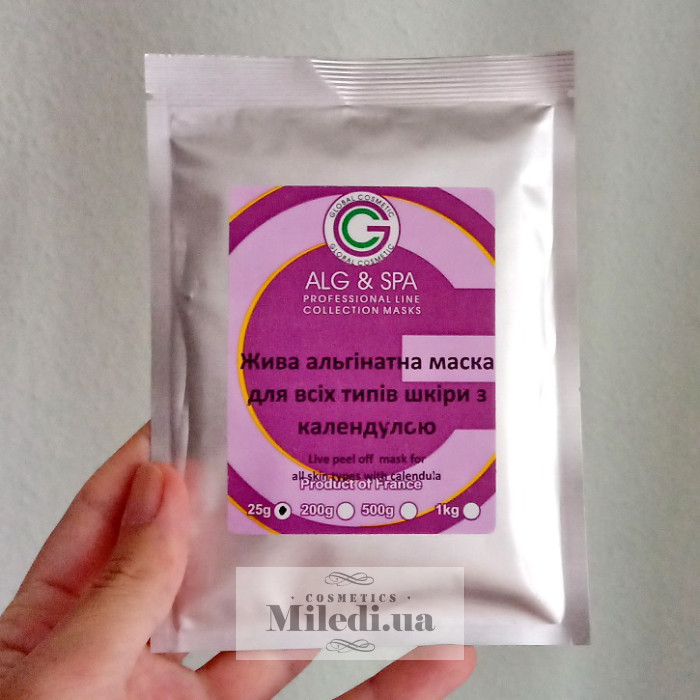 GLOBAL COSMETIC
GLOBAL COSMETIC
ALG & SPA
PROFESSIONAL LINE
COLLECTION MASKS
Жива альгінатна маска
для всіх типів шкіри з
календулою
Live peel off mask for
all skin types with calendula
Product of France
25g 200g 500g 1kg
· COSMETICS ·
Miledi.ua